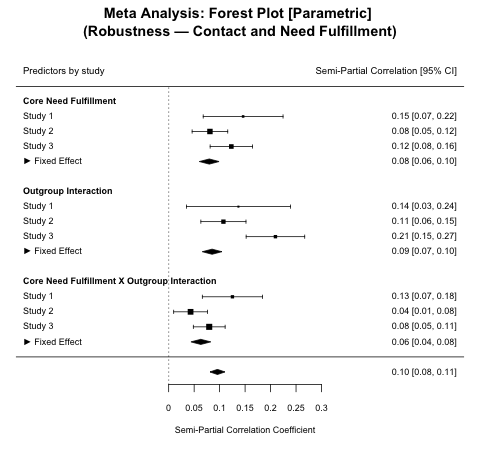 Meta Analysis: Forest Plot [Parametric]
(Robustness — Contact and Need Fulfillment)
Predictors by study Semi-Partial Correlation [95% CI]
Core Need Fulfillment
Study 1 0.15 [0.07, 0.22]
Study 2 0.08 [0.05, 0.12]
Study 3 0.12 [0.08, 0.16]
► Fixed Effect 0.08 [0.06, 0.10]
Outgroup Interaction
Study 1 0.14 [0.03, 0.24]
Study 2 0.11 [0.06, 0.15]
Study 3 0.21 [0.15, 0.27]
► Fixed Effect 0.09 [0.07, 0.10]
Core Need Fulfillment X Outgroup Interaction
Study 1 0.13 [0.07, 0.18]
Study 2 0.04 [0.01, 0.08]
Study 3 0.08 [0.05, 0.11]
► Fixed Effect 0.06 [0.04, 0.08]
0.10 [0.08, 0.11]
0 0.05 0.1 0.15 0.2 0.25 0.3
Semi-Partial Correlation Coefficient